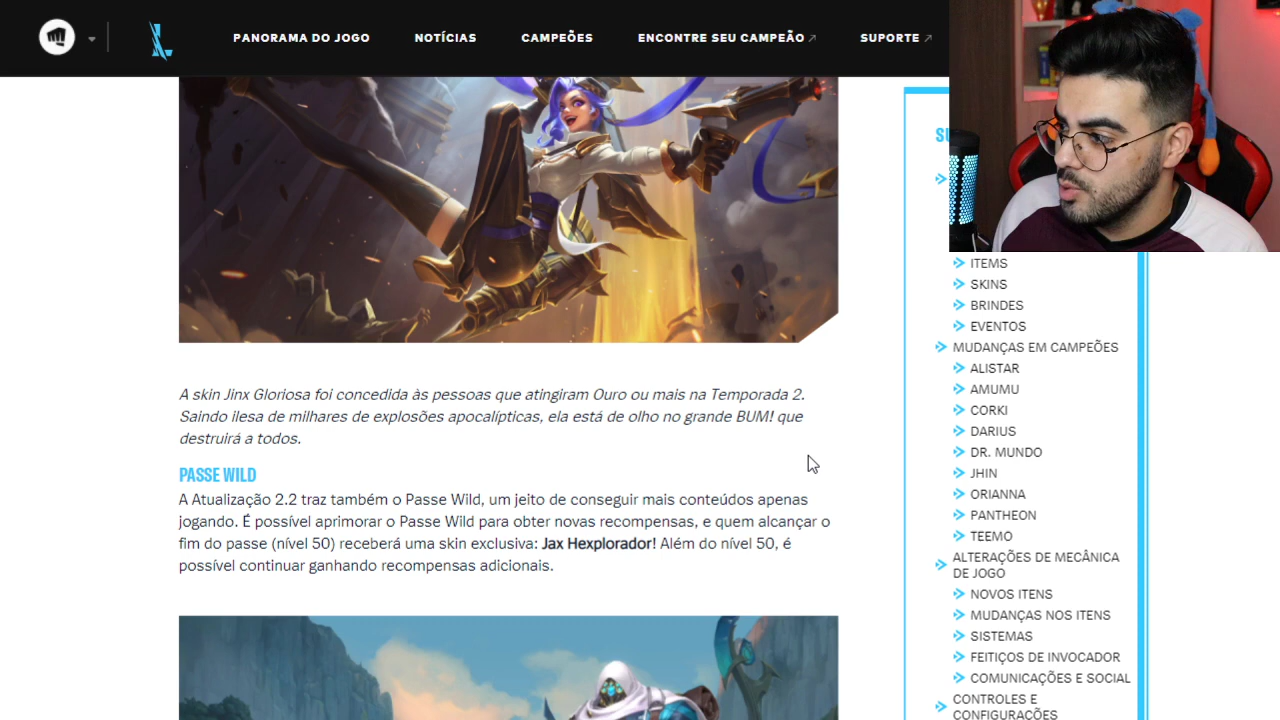 PANORAMA DO JOGO
NOTÍCIAS
CAMPEÕES
ENCONTRE SEU CAMPEÃO
SUPORTE
A skin Jinx Gloriosa foi concedida às pessoas que atingiram Ouro ou mais na Temporada 2.
Saindo ilesa de milhares de explosões apocalípticas, ela está de olho no grande BUM! que
destruirá a todos.
PASSE WILD
A Atualização 2.2 traz também o Passe Wild, um jeito de conseguir mais conteúdos apenas
jogando. É possível aprimorar o Passe Wild para obter novas recompensas, e quem alcançar o
fim do passe (nível 50) receberá uma skin exclusiva: Jax Hexplorador! Além do nível 50, é
possível continuar ganhando recompensas adicionais.
ITEMS
SKINS
BRINDES
EVENTOS
MUDANÇAS EM CAMPEÕES
ALISTAR
AMUMU
CORKI
DARIUS
DR. MUNDO
JHIN
ORIANNA
PANTHEON
TEEMO
ALTERAÇÕES DE MECÂNICA
DE JOGO
NOVOS ITENS
MUDANÇAS NOS ITENS
SISTEMAS
FEITIÇOS DE INVOCADOR
COMUNICAÇÕES E SOCIAL
CONTROLES E
CONFIGURAÇÕES